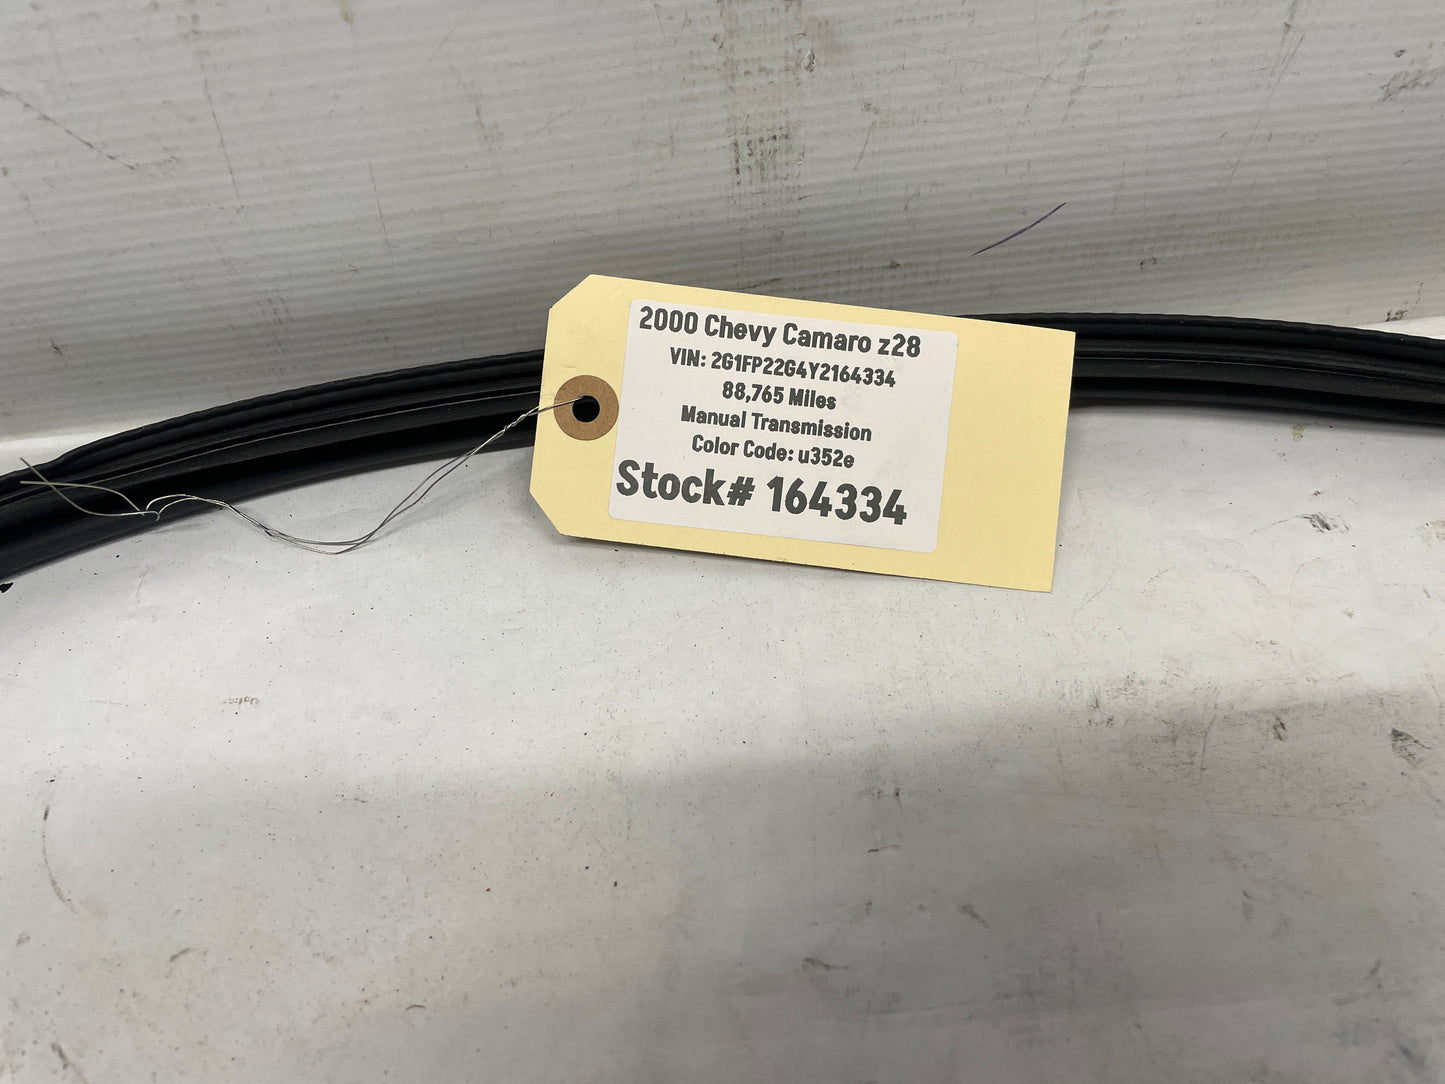 2000 Chevy Camaro z28
VIN: 2G1FP22G4Y2164334
88,765 Miles
Manual Transmission
Color Code: u352e
Stock# 164334